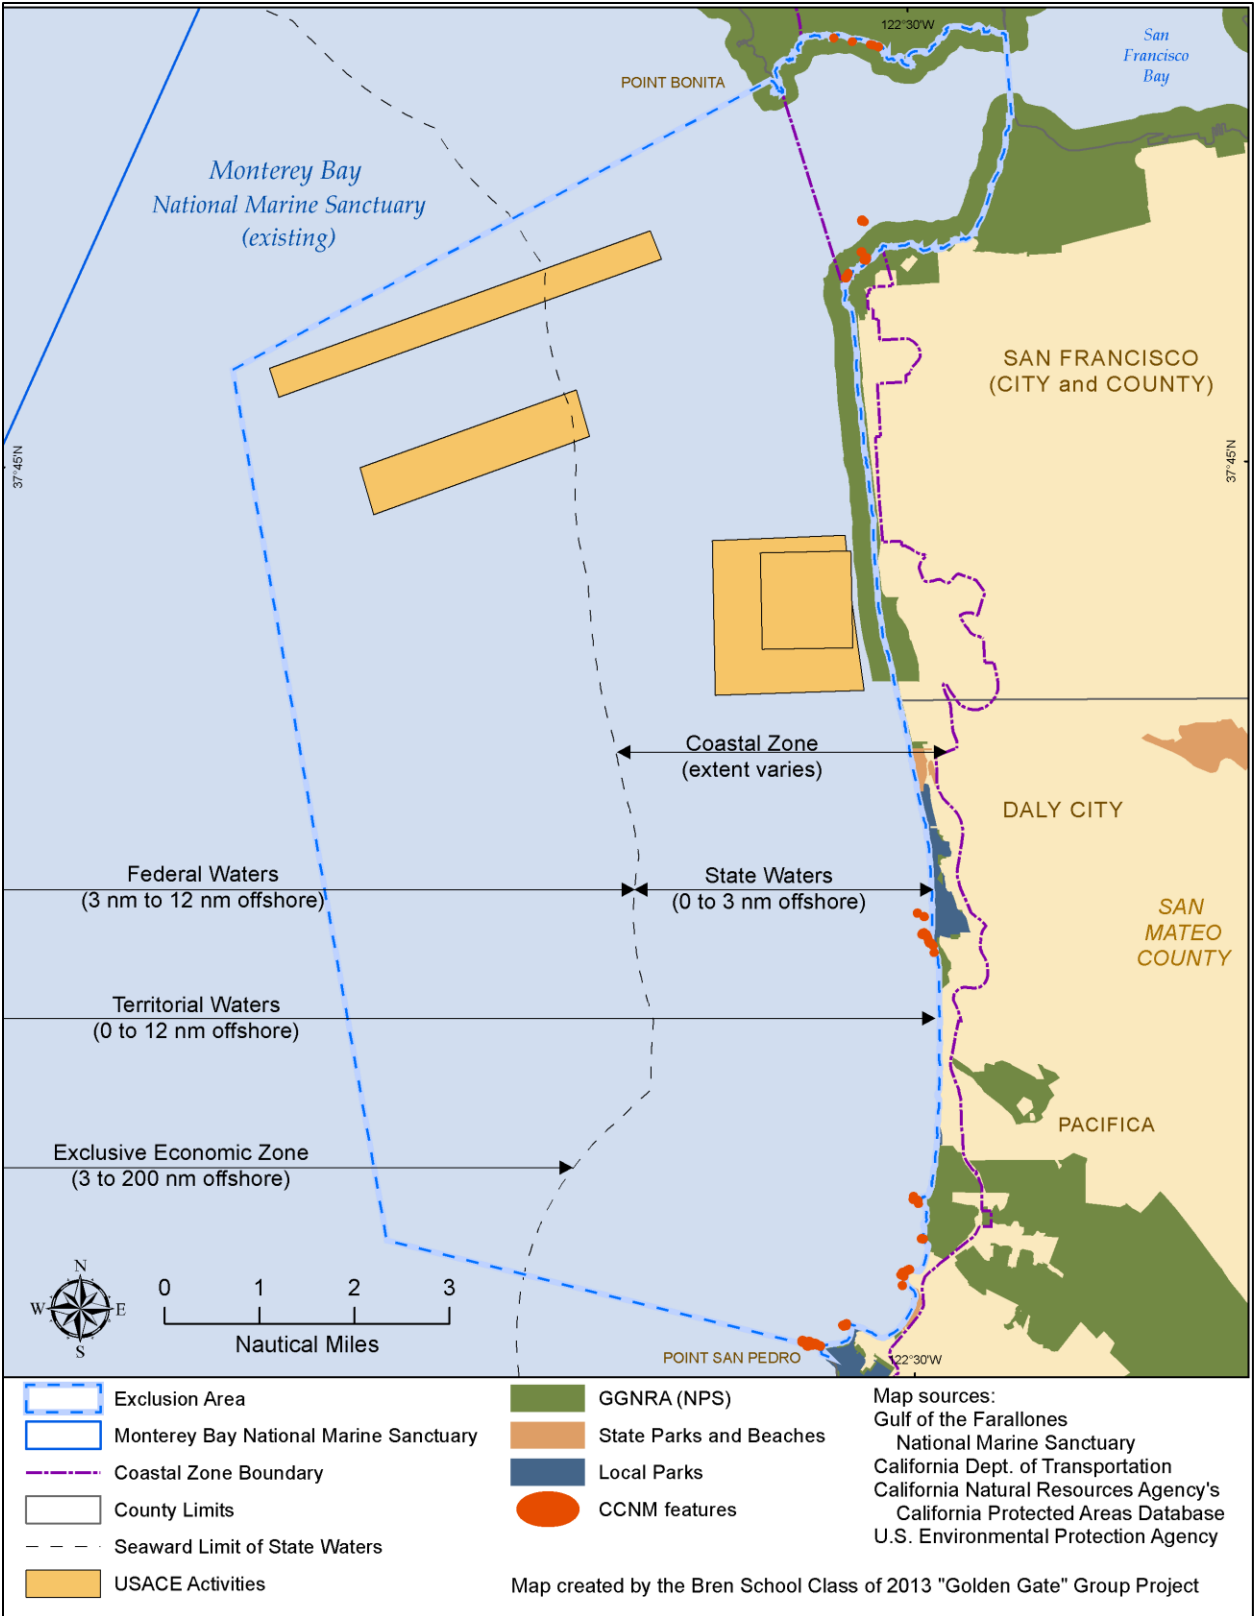 122°30'W
San
Francisco
Bay
POINT BONITA
Monterey Bay
National Marine Sanctuary
(existing)
SAN FRANCISCO
(CITY and COUNTY)
37°45'N
37°45'N
Coastal Zone
(extent varies)
DALY CITY
Federal Waters
(3 nm to 12 nm offshore)
State Waters
(0 to 3 nm offshore)
SAN
MATEO
COUNTY
Territorial Waters
(0 to 12 nm offshore)
PACIFICA
Exclusive Economic Zone
(3 to 200 nm offshore)
N
W E
S
0 1 2 3
Nautical Miles
POINT SAN PEDRO
122°30'W
Exclusion Area
Monterey Bay National Marine Sanctuary
Coastal Zone Boundary
County Limits
Seaward Limit of State Waters
USACE Activities
GGNRA (NPS)
State Parks and Beaches
Local Parks
CCNM features
Map sources:
Gulf of the Farallones
National Marine Sanctuary
California Dept. of Transportation
California Natural Resources Agency's
California Protected Areas Database
U.S. Environmental Protection Agency
Map created by the Bren School Class of 2013 "Golden Gate" Group Project